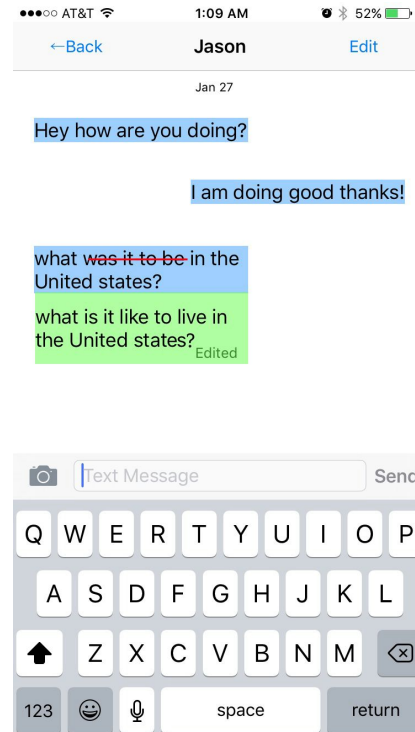 AT&T 1:09 AM 52%
←Back Jason Edit
Jan 27
Hey how are you doing?
I am doing good thanks!
what was it to be in the
United states?
what is it like to live in
the United states?
Edited
Text Message Send
Q W E R T Y U I O P
A S D F G H J K L
Z X C V B N M
123 space return